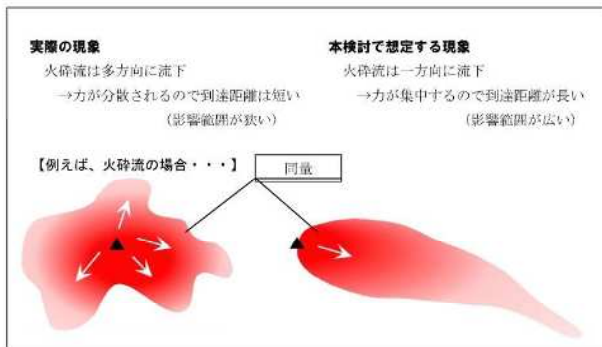 実際の現象
火砕流は多方向に流下
→力が分散されるので到達距離は短い
(影響範囲が狭い)
本検討で想定する現象
火砕流は一方向に流下
→力が集中するので到達距離が長い
(影響範囲が広い)
【例えば、火砕流の場合・・・】
同量